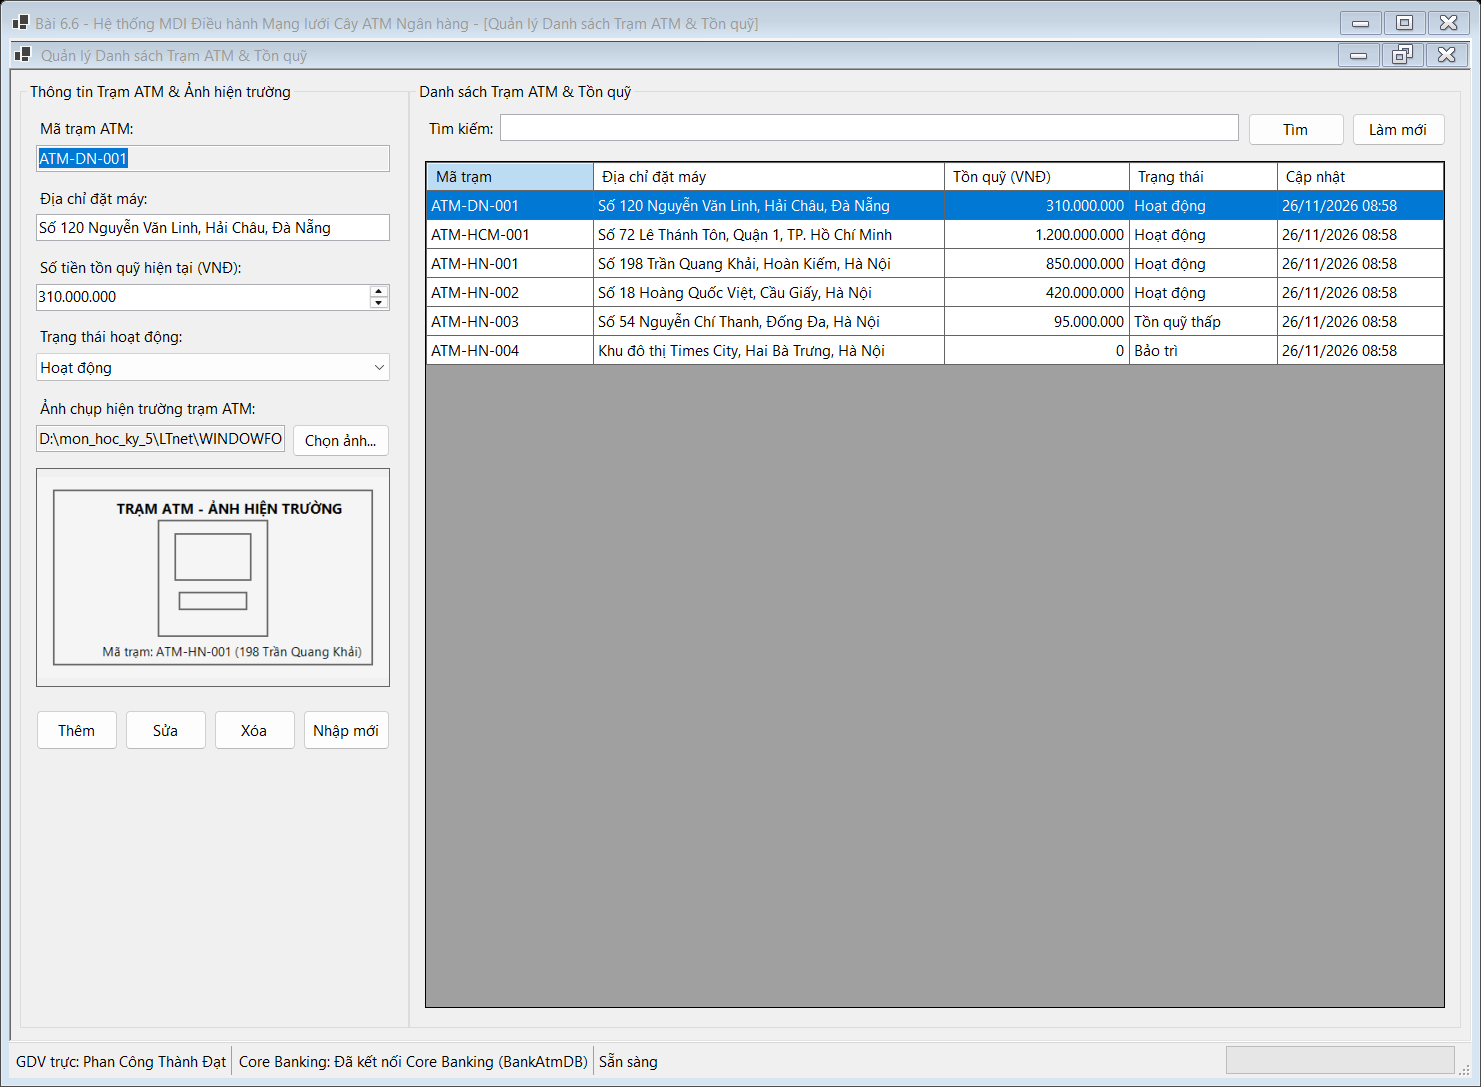 Bài 6.6 - Hệ thống MDI Điều hành Mạng lưới Cây ATM Ngân hàng - [Quản lý Danh sách Trạm ATM & Tồn quỹ]
Quản lý Danh sách Trạm ATM & Tồn quỹ
Thông tin Trạm ATM & Ảnh hiện trường
Mã trạm ATM:
ATM-DN-001
Địa chỉ đặt máy:
Số 120 Nguyễn Văn Linh, Hải Châu, Đà Nẵng
Số tiền tồn quỹ hiện tại (VNĐ):
310.000.000
Trạng thái hoạt động:
Hoạt động
Ảnh chụp hiện trường trạm ATM:
D:\mon_hoc_ky_5\LTnet\WINDOWFO Chọn ảnh...
TRẠM ATM - ẢNH HIỆN TRƯỜNG
Mã trạm: ATM-HN-001 (198 Trần Quang Khải)
Thêm Sửa Xóa Nhập mới
Danh sách Trạm ATM & Tồn quỹ
Tìm kiếm: Tìm Làm mới
Mã trạm Địa chỉ đặt máy Tồn quỹ (VNĐ) Trạng thái Cập nhật
ATM-DN-001 Số 120 Nguyễn Văn Linh, Hải Châu, Đà Nẵng 310.000.000 Hoạt động 26/11/2026 08:58
ATM-HCM-001 Số 72 Lê Thánh Tôn, Quận 1, TP. Hồ Chí Minh 1.200.000.000 Hoạt động 26/11/2026 08:58
ATM-HN-001 Số 198 Trần Quang Khải, Hoàn Kiếm, Hà Nội 850.000.000 Hoạt động 26/11/2026 08:58
ATM-HN-002 Số 18 Hoàng Quốc Việt, Cầu Giấy, Hà Nội 420.000.000 Hoạt động 26/11/2026 08:58
ATM-HN-003 Số 54 Nguyễn Chí Thanh, Đống Đa, Hà Nội 95.000.000 Tồn quỹ thấp 26/11/2026 08:58
ATM-HN-004 Khu đô thị Times City, Hai Bà Trưng, Hà Nội 0 Bảo trì 26/11/2026 08:58
GDV trực: Phan Công Thành Đạt Core Banking: Đã kết nối Core Banking (BankAtmDB) Sẵn sàng